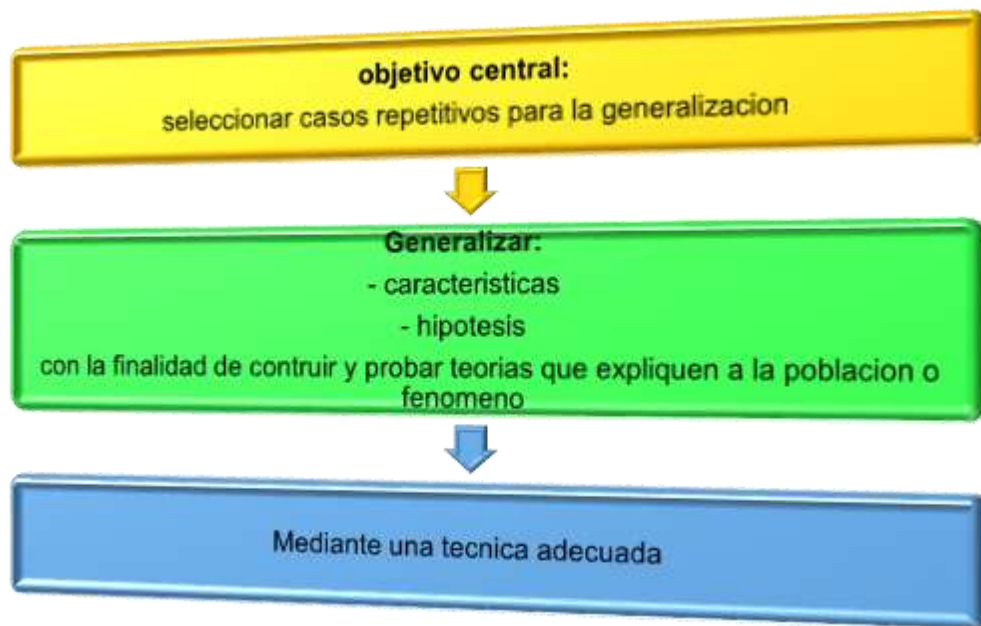 objetivo central:
seleccionar casos repetitivos para la generalizacion
Generalizar:
- caracteristicas
- hipotesis
con la finalidad de contruir y probar teorías que expliquen a la poblacion o
fenomeno
Mediante una tecnica adecuada